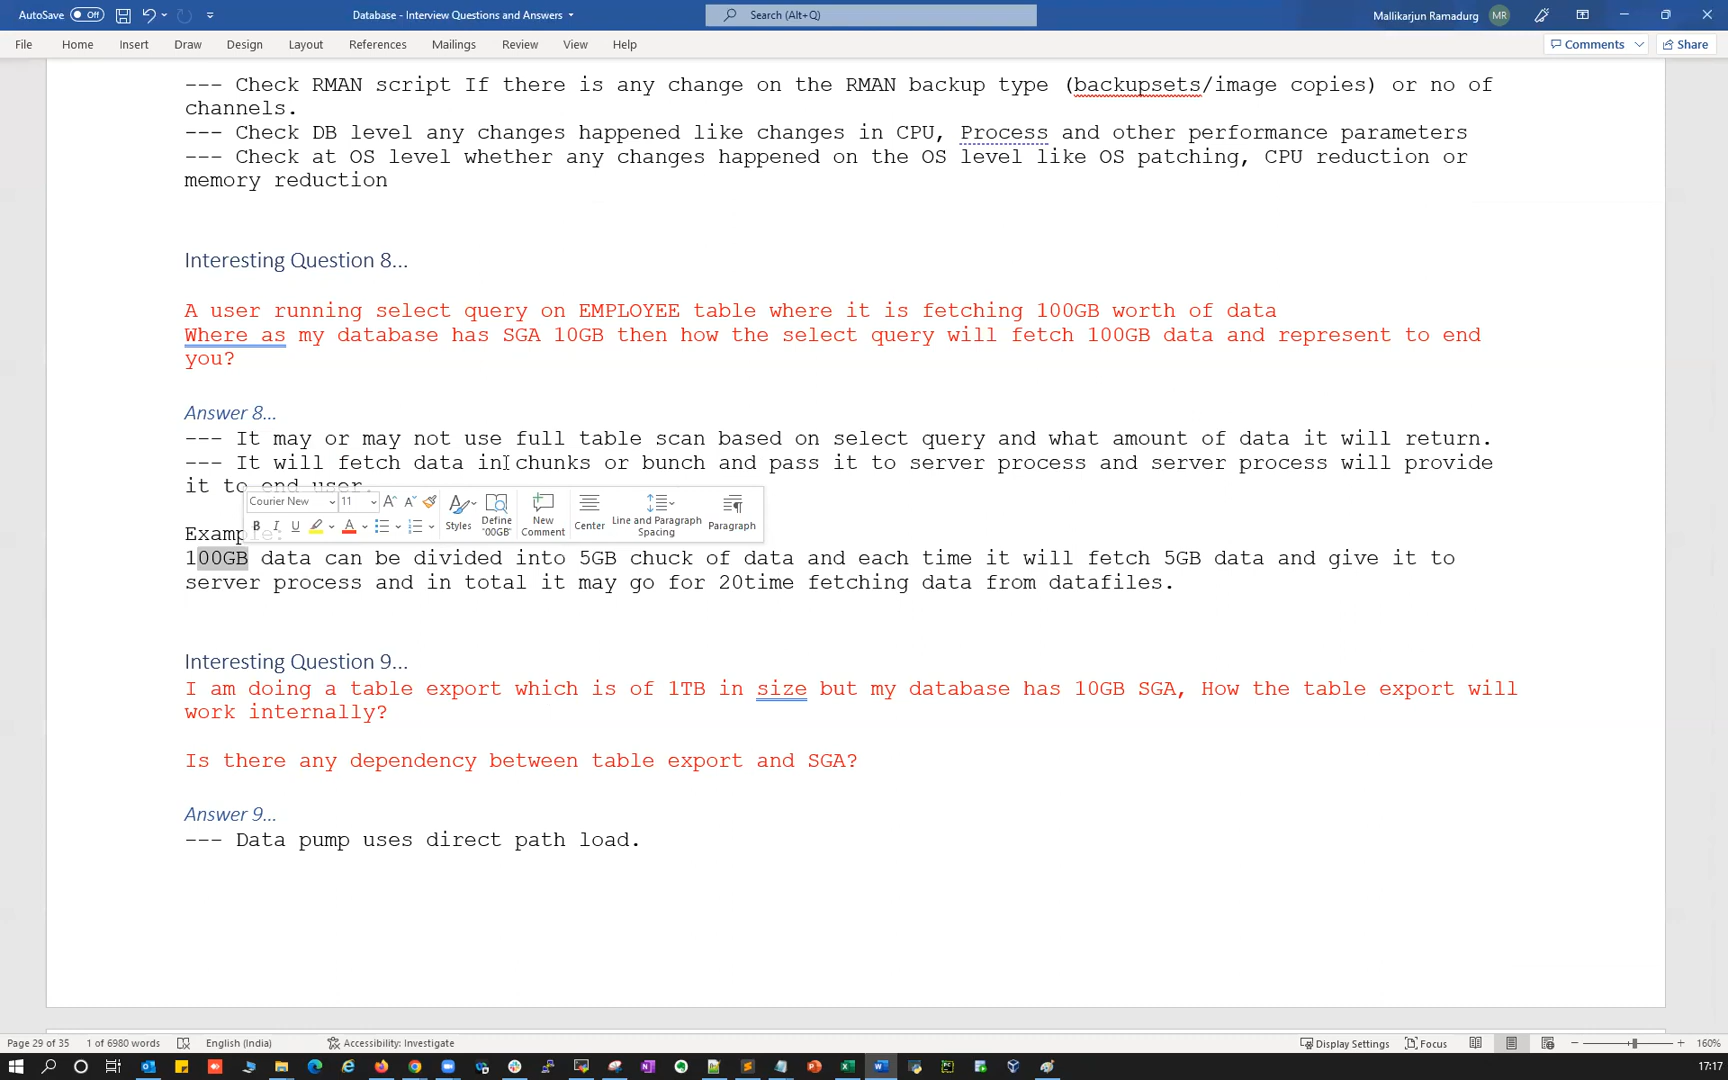 AutoSave Off
Database - Interview Questions and Answers
Search (Alt+Q)
Mallikarjun Ramadurg MR
File Home Insert Draw Design Layout References Mailings Review View Help
Comments Share
--- Check RMAN script If there is any change on the RMAN backup type (backupsets/image copies) or no of
channels.
--- Check DB level any changes happened like changes in CPU, Process and other performance parameters
--- Check at OS level whether any changes happened on the OS level like OS patching, CPU reduction or
memory reduction
Interesting Question 8...
A user running select query on EMPLOYEE table where it is fetching 100GB worth of data
Where as my database has SGA 10GB then how the select query will fetch 100GB data and represent to end
you?
Answer 8...
--- It may or may not use full table scan based on select query and what amount of data it will return.
--- It will fetch data in chunks or bunch and pass it to server process and server process will provide
it to end user.
Courier New 11
Styles
Define
"00GB"
New
Comment
Center
Line and Paragraph
Spacing
Paragraph
Example:
100GB data can be divided into 5GB chuck of data and each time it will fetch 5GB data and give it to
server process and in total it may go for 20time fetching data from datafiles.
Interesting Question 9...
I am doing a table export which is of 1TB in size but my database has 10GB SGA, How the table export will
work internally?
Is there any dependency between table export and SGA?
Answer 9...
--- Data pump uses direct path load.
Page 29 of 35 1 of 6980 words English (India) Accessibility: Investigate
Display Settings Focus 160%
17:17